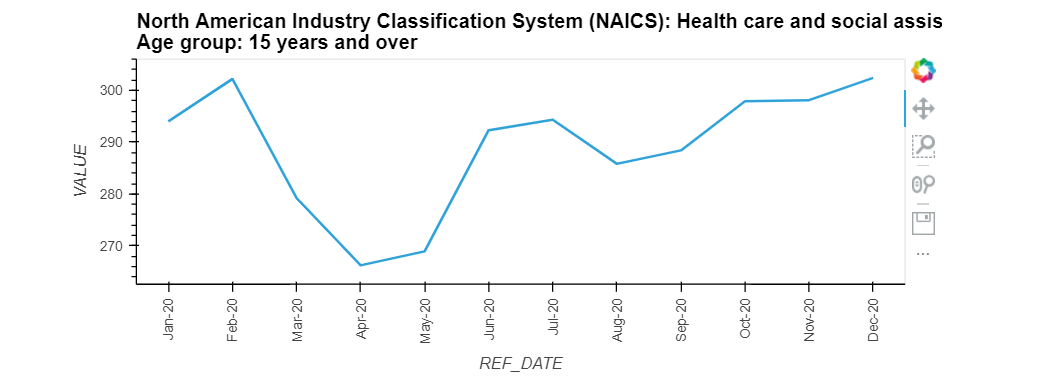 North American Industry Classification System (NAICS): Health care and social assis
Age group: 15 years and over
300
290
280
270
VALUE
Jan-20
Feb-20
Mar-20
Apr-20
May-20
Jun-20
Jul-20
Aug-20
Sep-20
Oct-20
Nov-20
Dec-20
REF_DATE